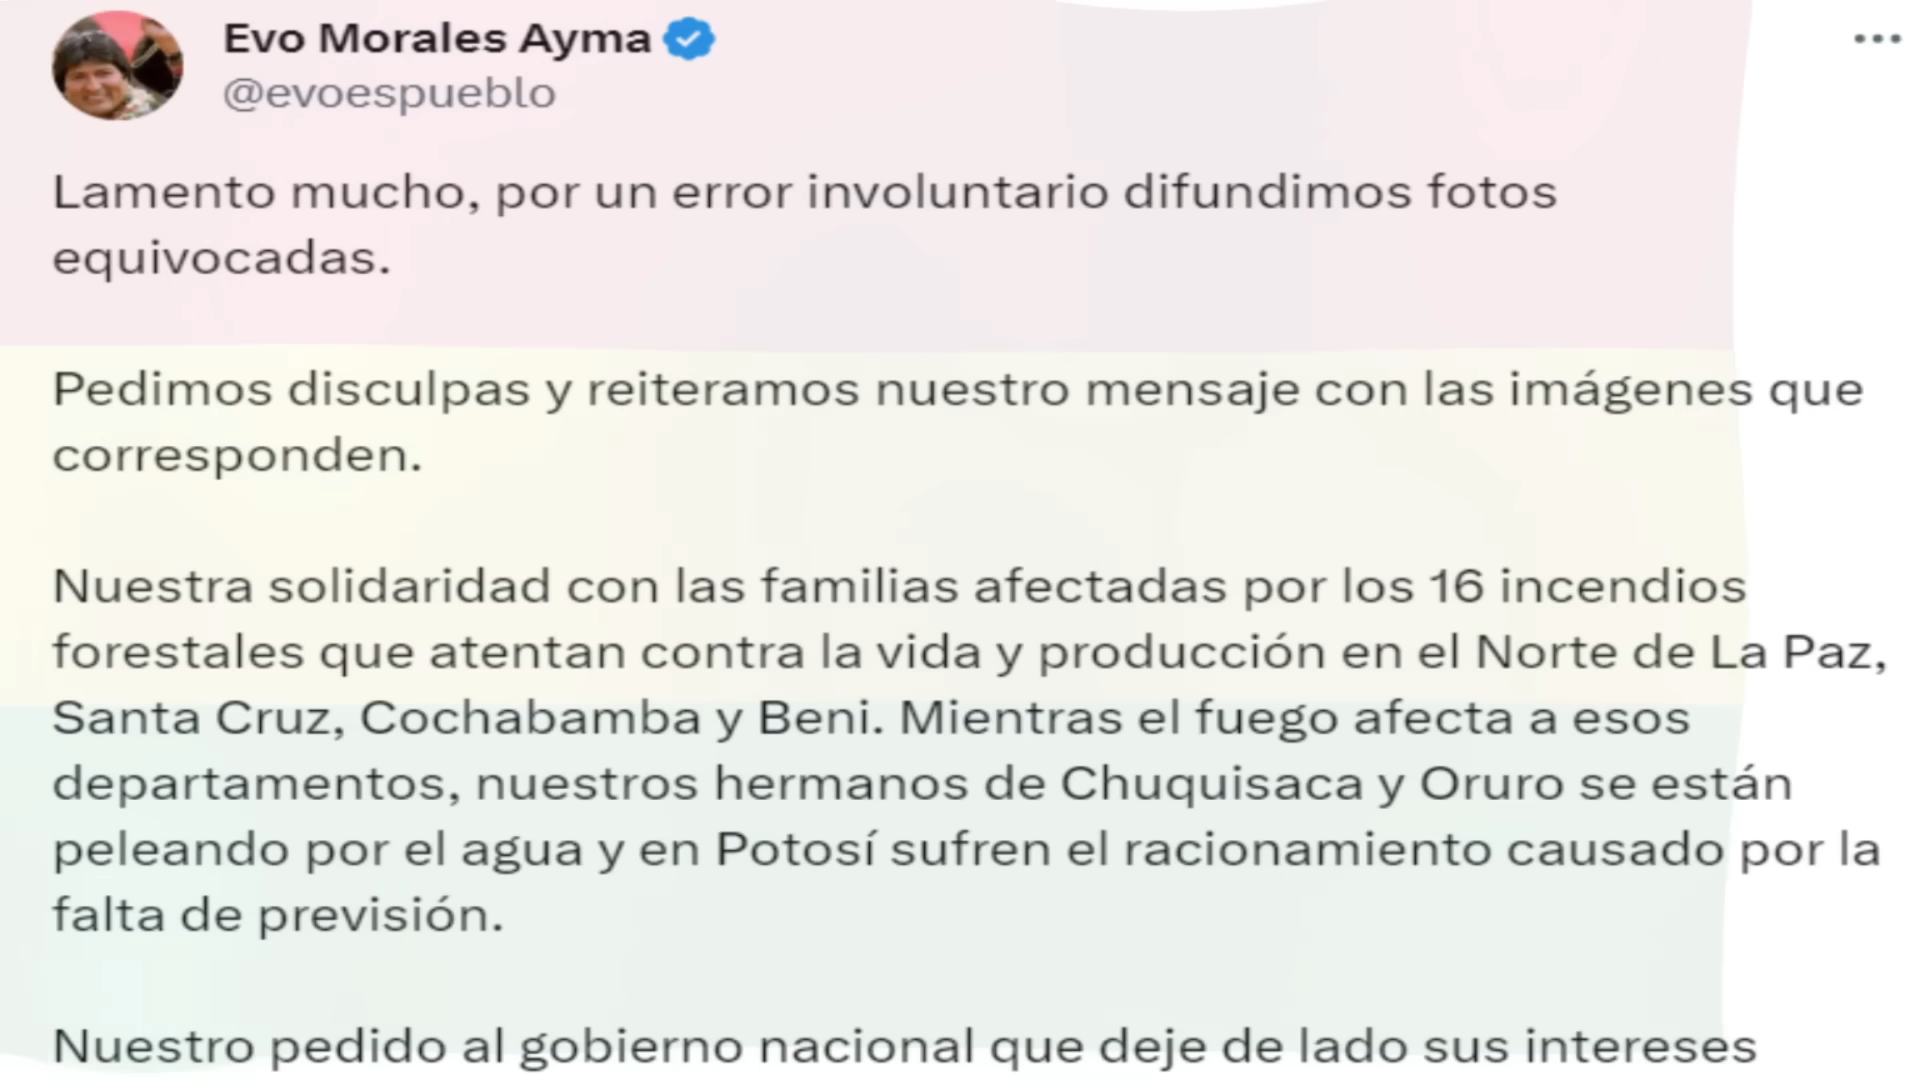 Evo Morales Ayma
@evoespueblo
Lamento mucho, por un error involuntario difundimos fotos
equivocadas.
Pedimos disculpas y reiteramos nuestro mensaje con las imágenes que
corresponden.
Nuestra solidaridad con las familias afectadas por los 16 incendios
forestales que atentan contra la vida y producción en el Norte de La Paz,
Santa Cruz, Cochabamba y Beni. Mientras el fuego afecta a esos
departamentos, nuestros hermanos de Chuquisaca y Oruro se están
peleando por el agua y en Potosí sufren el racionamiento causado por la
falta de previsión.
Nuestro pedido al gobierno nacional que deje de lado sus intereses